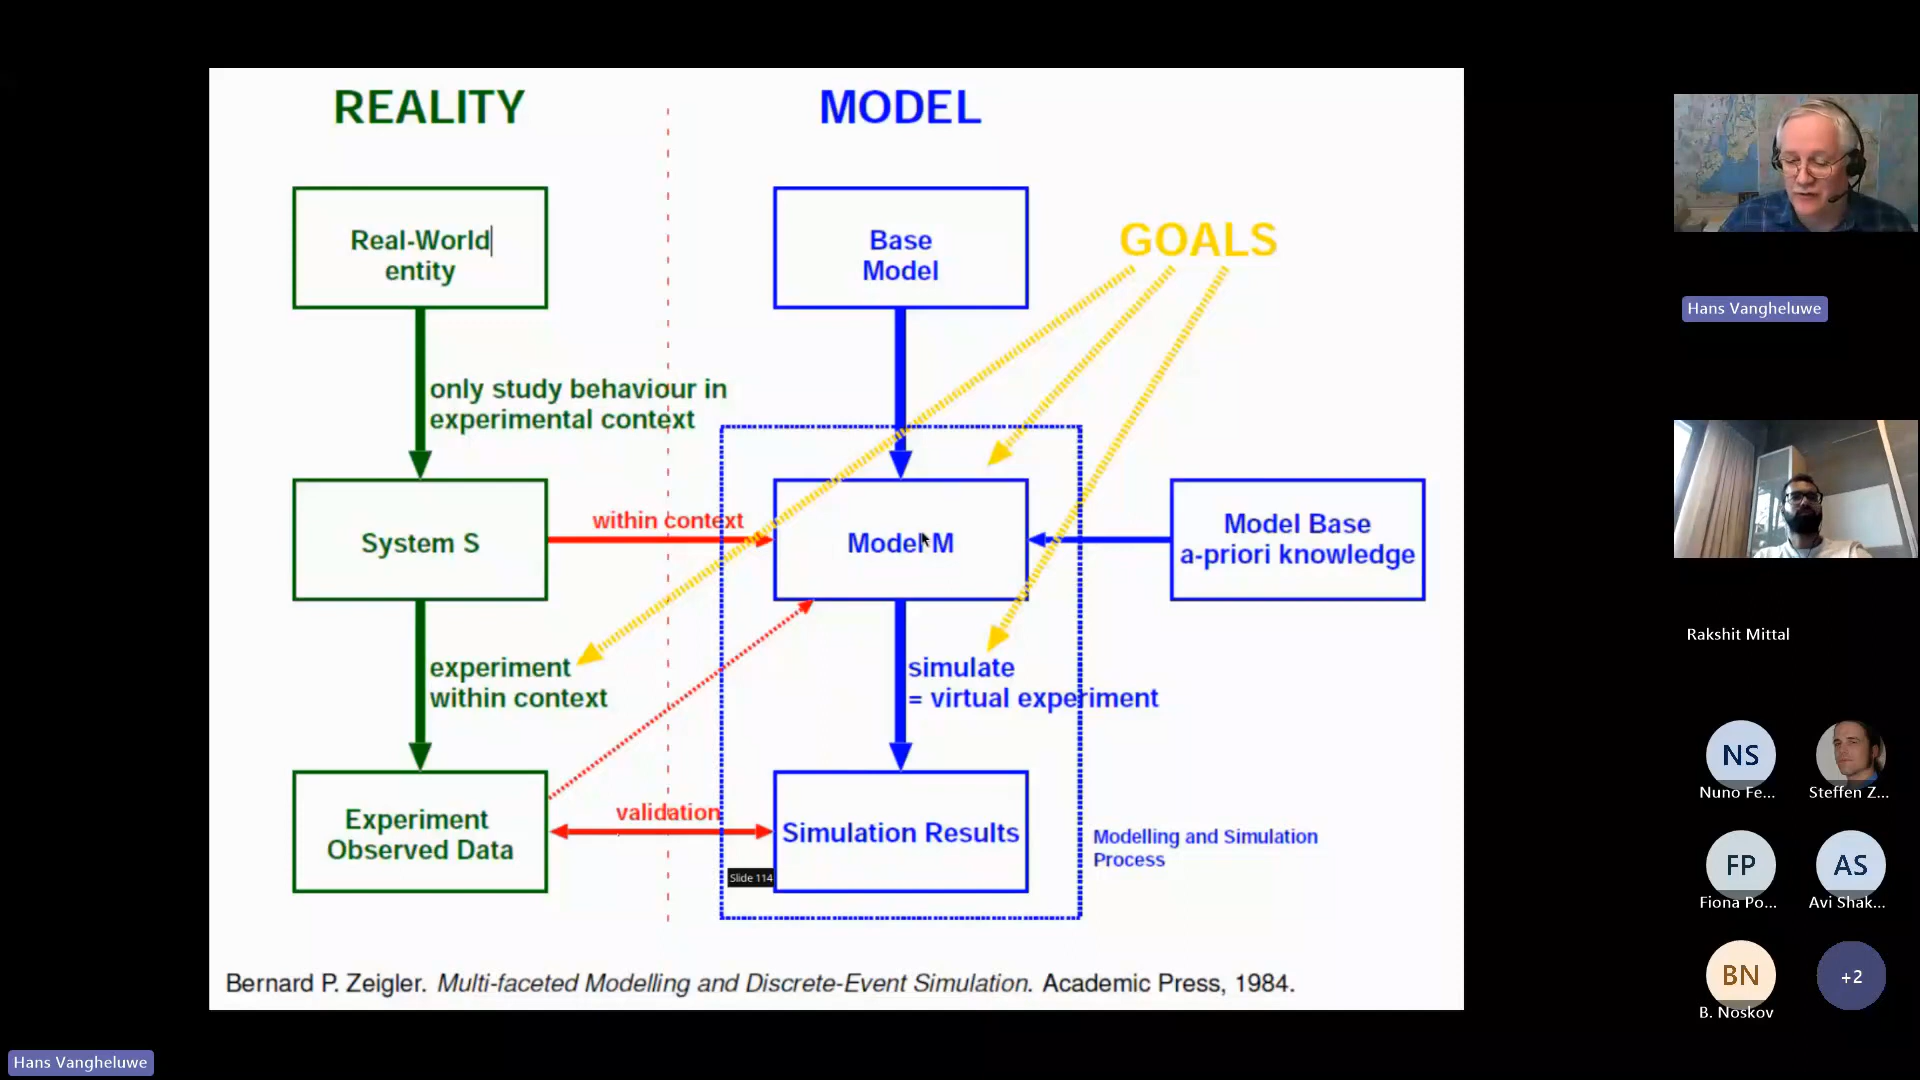 REALITY
MODEL
Real-World
entity
Base
Model
GOALS
only study behaviour in
experimental context
System S
within context
Model M
Model Base
a-priori knowledge
experiment
within context
simulate
= virtual experiment
Experiment
Observed Data
validation
Simulation Results
Modelling and Simulation
Process
Slide 114
Bernard P. Zeigler. Multi-faceted Modelling and Discrete-Event Simulation. Academic Press, 1984.
Hans Vangheluwe
Rakshit Mittal
NS
Nuno Fe...
Steffen Z...
FP
Fiona Po...
AS
Avi Shak...
BN
B. Noskov
+2
Hans Vangheluwe